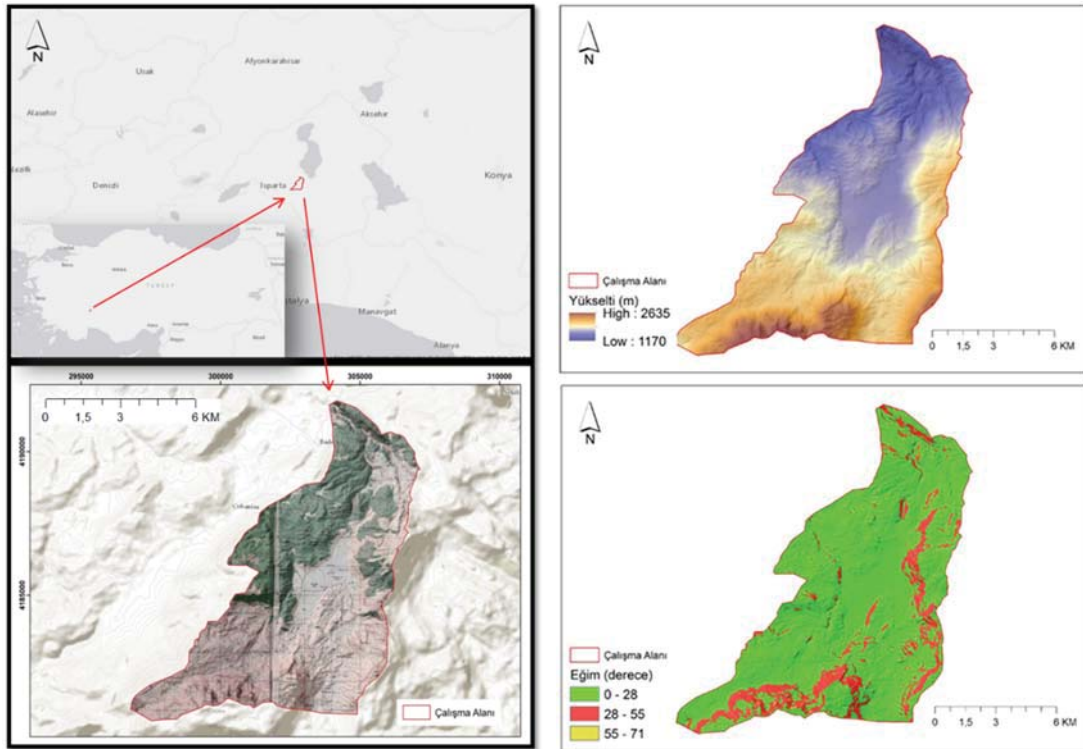 N
Afyonkarahisar
Uşak
Alaşehir
Akşehir
Denizli
Isparta
Konya
TURKEY
Manavgat
Alanya
295000 300000 305000 310000
0 1,5 3 6 KM
4190000
4185000
Çalışma Alanı
N
Çalışma Alanı
Yükselti (m)
High : 2635
Low : 1170
0 1,5 3 6 KM
N
Çalışma Alanı
Eğim (derece)
0 - 28
28 - 55
55 - 71
0 1,5 3 6 KM